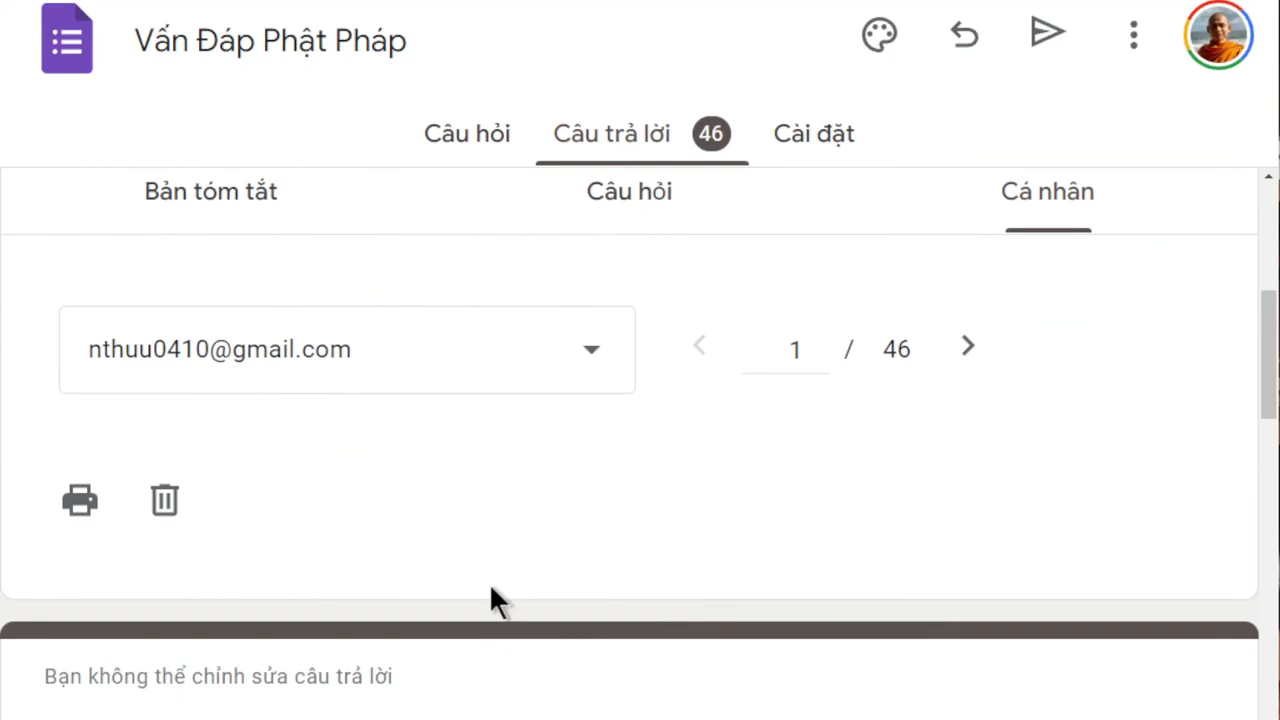 Vấn Đáp Phật Pháp
Câu hỏi Câu trả lời 46 Cài đặt
Bản tóm tắt Câu hỏi Cá nhân
nthuu0410@gmail.com 1 / 46
Bạn không thể chỉnh sửa câu trả lời